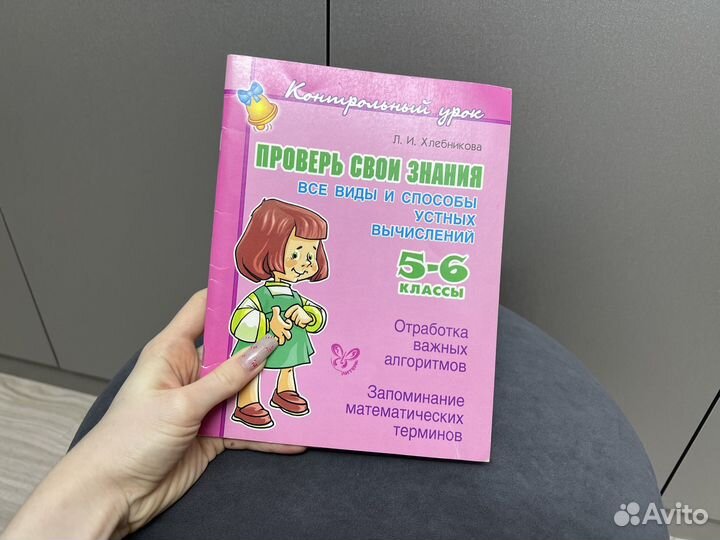 Контрольный урок
Л. И. Хлебникова
ПРОВЕРЬ СВОИ ЗНАНИЯ
ВСЕ ВИДЫ И СПОСОБЫ
УСТНЫХ
ВЫЧИСЛЕНИЙ
5-6
КЛАССЫ
Отработка
важных
алгоритмов
Запоминание
математических
терминов
Avito